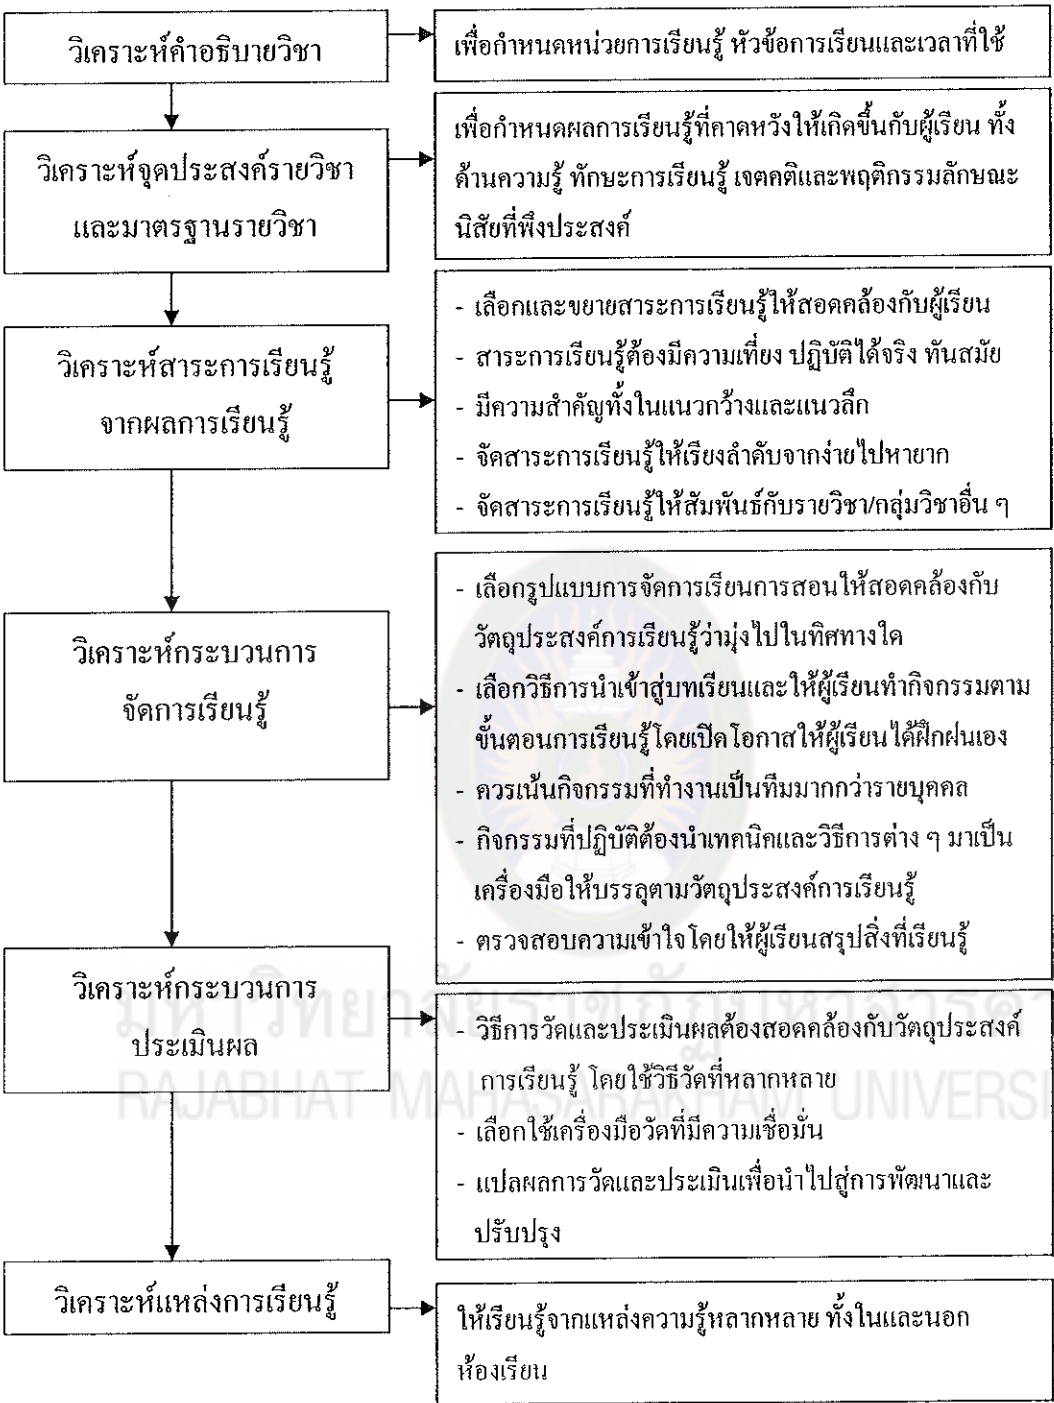 วิเคราะห์คำอธิบายวิชา
เพื่อกำหนดหน่วยการเรียนรู้ หัวข้อการเรียนและเวลาที่ใช้
วิเคราะห์จุดประสงค์รายวิชา
และมาตรฐานรายวิชา
เพื่อกำหนดผลการเรียนรู้ที่คาดหวังให้เกิดขึ้นกับผู้เรียน ทั้ง
ด้านความรู้ ทักษะการเรียนรู้ เจตคติและพฤติกรรมลักษณะ
นิสัยที่พึงประสงค์
วิเคราะห์สาระการเรียนรู้
จากผลการเรียนรู้
- เลือกและขยายสาระการเรียนรู้ให้สอดคล้องกับผู้เรียน
- สาระการเรียนรู้ต้องมีความเที่ยง ปฏิบัติได้จริง ทันสมัย
- มีความสำคัญทั้งในแนวกว้างและแนวลึก
- จัดสาระการเรียนรู้ให้เรียงลำดับจากง่ายไปหายาก
- จัดสาระการเรียนรู้ให้สัมพันธ์กับรายวิชา/กลุ่มวิชาอื่น ๆ
วิเคราะห์กระบวนการ
จัดการเรียนรู้
- เลือกรูปแบบการจัดการเรียนการสอนให้สอดคล้องกับ
วัตถุประสงค์การเรียนรู้ว่ามุ่งไปในทิศทางใด
- เลือกวิธีการนำเข้าสู่บทเรียนและให้ผู้เรียนทำกิจกรรมตาม
ขั้นตอนการเรียนรู้โดยเปิดโอกาสให้ผู้เรียนได้ฝึกฝนเอง
- ควรเน้นกิจกรรมที่ทำงานเป็นทีมมากกว่ารายบุคคล
- กิจกรรมที่ปฏิบัติต้องนำเทคนิคและวิธีการต่าง ๆ มาเป็น
เครื่องมือให้บรรลุตามวัตถุประสงค์การเรียนรู้
- ตรวจสอบความเข้าใจโดยให้ผู้เรียนสรุปสิ่งที่เรียนรู้
วิเคราะห์กระบวนการ
ประเมินผล
- วิธีการวัดและประเมินผลต้องสอดคล้องกับวัตถุประสงค์
การเรียนรู้ โดยใช้วิธีวัดที่หลากหลาย
- เลือกใช้เครื่องมือวัดที่มีความเชื่อมั่น
- แปลผลการวัดและประเมินเพื่อนำไปสู่การพัฒนาและ
ปรับปรุง
วิเคราะห์แหล่งการเรียนรู้
ให้เรียนรู้จากแหล่งความรู้หลากหลาย ทั้งในและนอก
ห้องเรียน
มหาวิทยาลัยราชภัฏมหาสารคา
RAJABHAT MAHASARAKHAM UNIVERSI